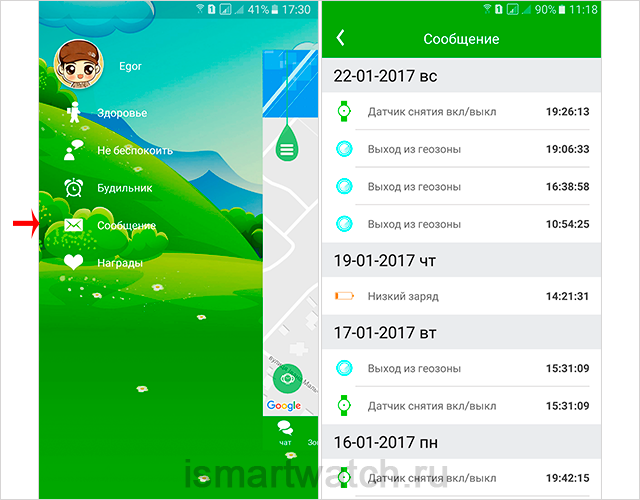 41% 17:30
Egor
Здоровье
Не беспокоить
Будильник
Сообщение
Награды
Google
чат
90% 11:18
Сообщение
22-01-2017 вс
Датчик снятия вкл/выкл 19:26:13
Выход из геозоны 19:06:33
Выход из геозоны 16:38:58
Выход из геозоны 10:54:25
19-01-2017 чт
Низкий заряд 14:21:31
17-01-2017 вт
Выход из геозоны 15:31:09
Датчик снятия вкл/выкл 15:31:09
16-01-2017 пн
Датчик снятия вкл/выкл 19:42:15
ismartwatch.ru